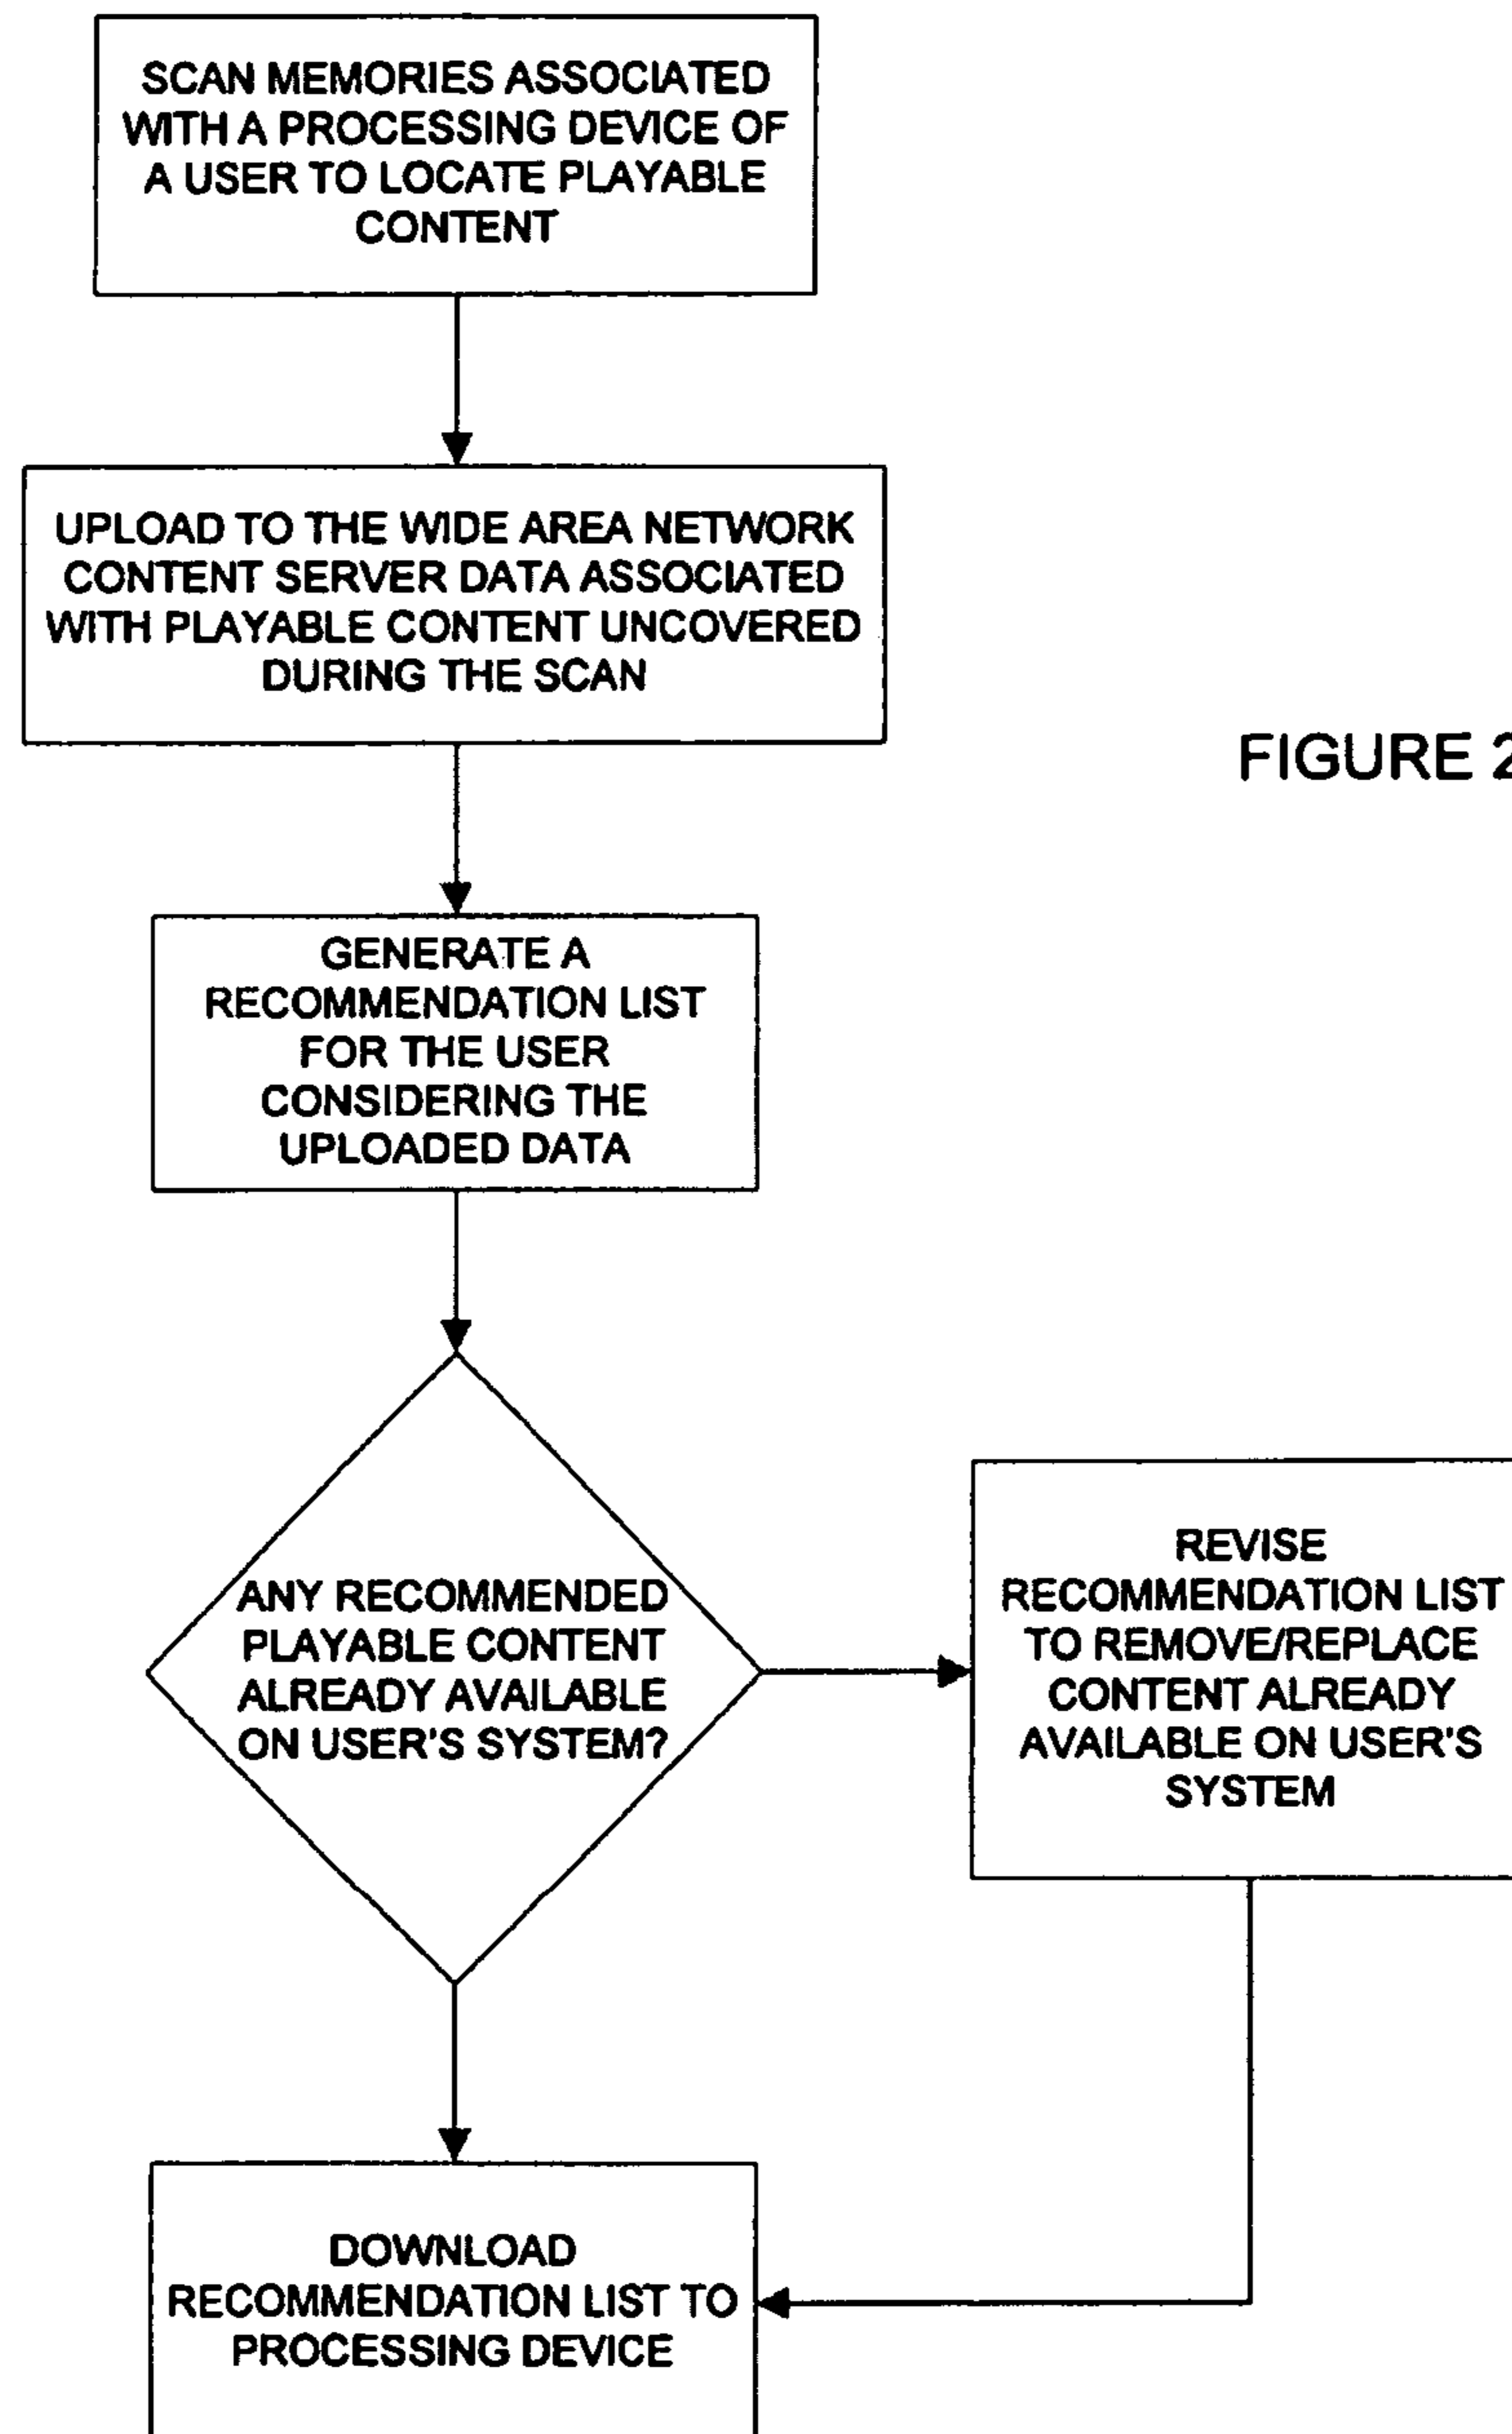 SCAN MEMORIES ASSOCIATED
WITH A PROCESSING DEVICE OF
A USER TO LOCATE PLAYABLE
CONTENT
UPLOAD TO THE WIDE AREA NETWORK
CONTENT SERVER DATA ASSOCIATED
WITH PLAYABLE CONTENT UNCOVERED
DURING THE SCAN
FIGURE 2
GENERATE A
RECOMMENDATION LIST
FOR THE USER
CONSIDERING THE
UPLOADED DATA
ANY RECOMMENDED
PLAYABLE CONTENT
ALREADY AVAILABLE
ON USER'S SYSTEM?
REVISE
RECOMMENDATION LIST
TO REMOVE/REPLACE
CONTENT ALREADY
AVAILABLE ON USER'S
SYSTEM
DOWNLOAD
RECOMMENDATION LIST TO
PROCESSING DEVICE